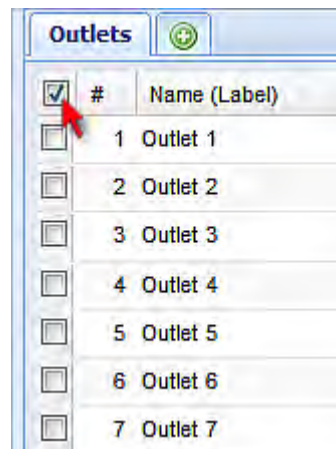 Outlets
# Name (Label)
1 Outlet 1
2 Outlet 2
3 Outlet 3
4 Outlet 4
5 Outlet 5
6 Outlet 6
7 Outlet 7